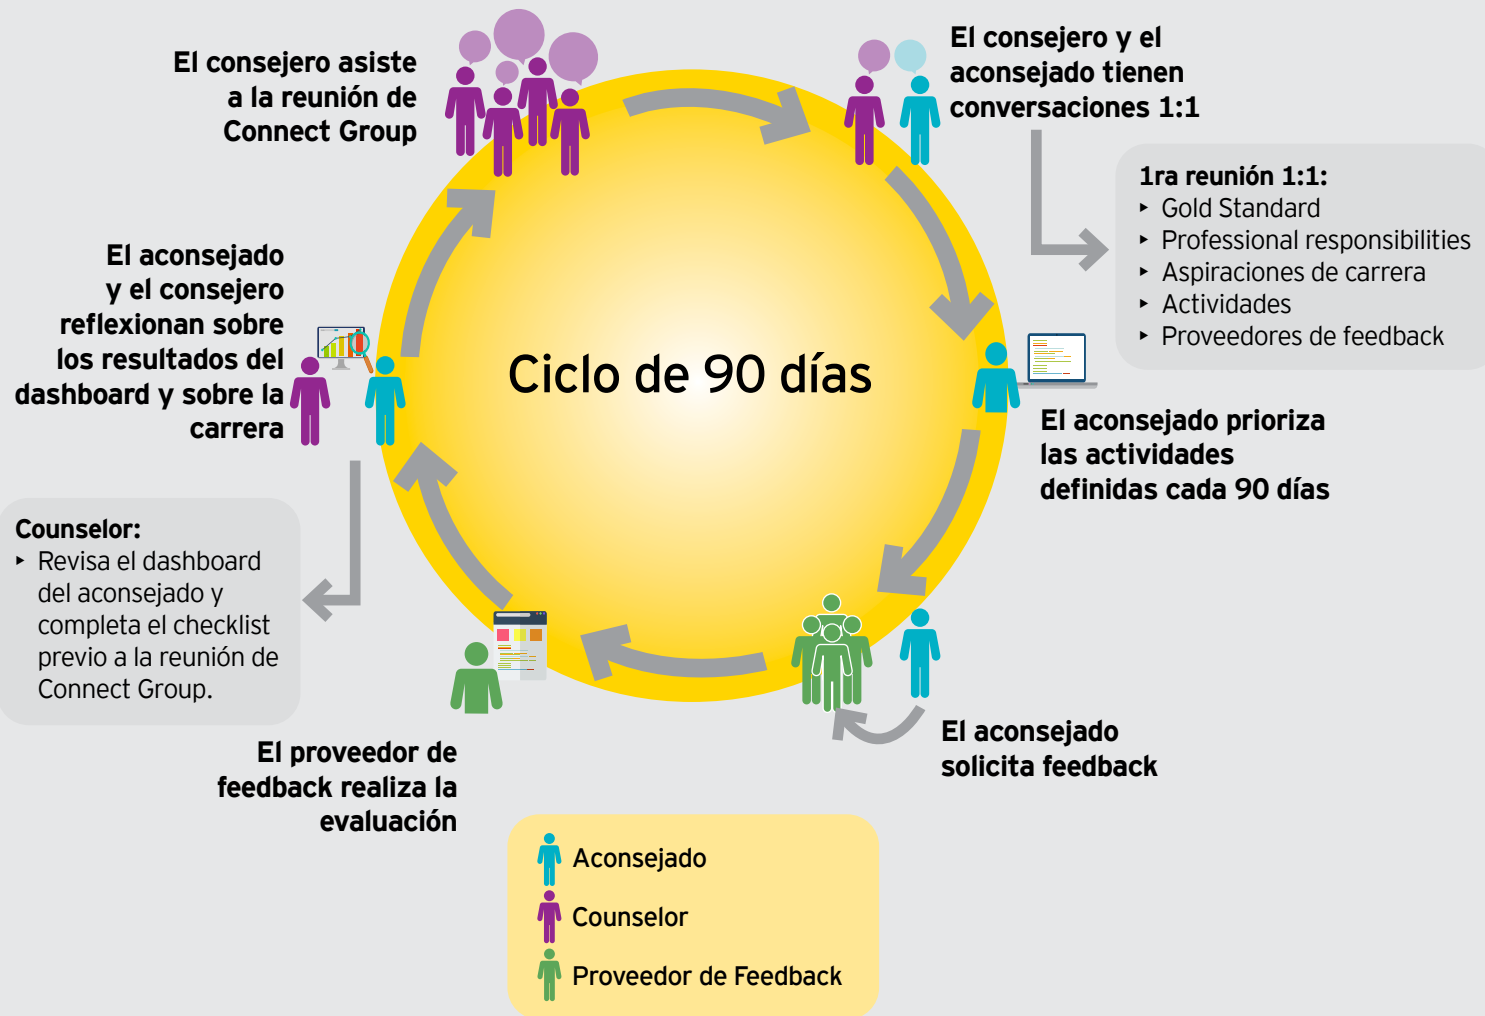 El consejero asiste
a la reunión de
Connect Group
El consejero y el
aconsejado tienen
conversaciones 1:1
1ra reunión 1:1:
‣ Gold Standard
‣ Professional responsibilities
‣ Aspiraciones de carrera
‣ Actividades
‣ Proveedores de feedback
El aconsejado
y el consejero
reflexionan sobre
los resultados del
dashboard y sobre la
carrera
Ciclo de 90 días
El aconsejado prioriza
las actividades
definidas cada 90 días
Counselor:
‣ Revisa el dashboard
del aconsejado y
completa el checklist
previo a la reunión de
Connect Group.
El aconsejado
solicita feedback
El proveedor de
feedback realiza la
evaluación
Aconsejado
Counselor
Proveedor de Feedback